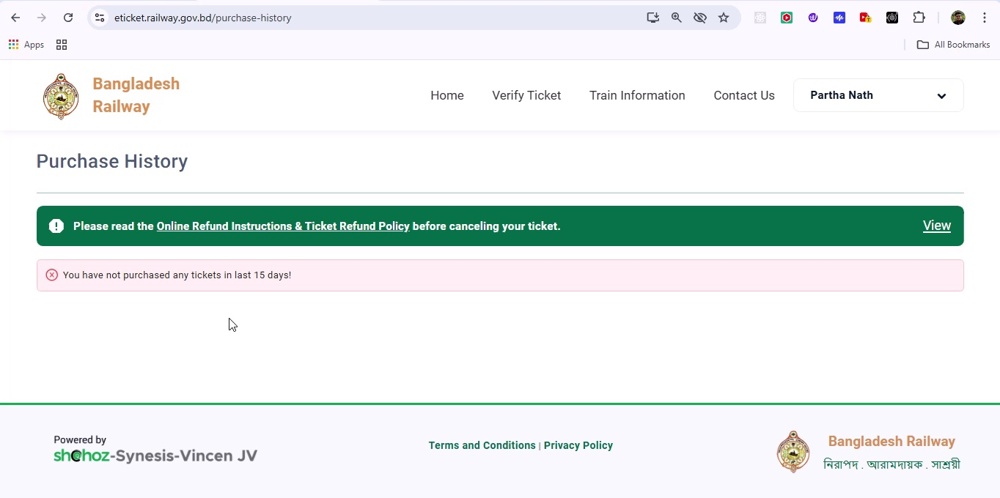 eticket.railway.gov.bd/purchase-history
Apps
All Bookmarks
Bangladesh
Railway
Home
Verify Ticket
Train Information
Contact Us
Partha Nath
Purchase History
Please read the Online Refund Instructions & Ticket Refund Policy before canceling your ticket.
View
You have not purchased any tickets in last 15 days!
Powered by
shohoz-Synesis-Vincen JV
Terms and Conditions | Privacy Policy
Bangladesh Railway
নিরাপদ . আরামদায়ক . সাশ্রয়ী